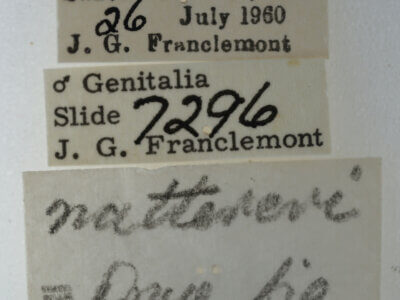 26 July 1960
J. G. Franclemont
♂ Genitalia
Slide 7296
J. G. Franclemont
nattereri